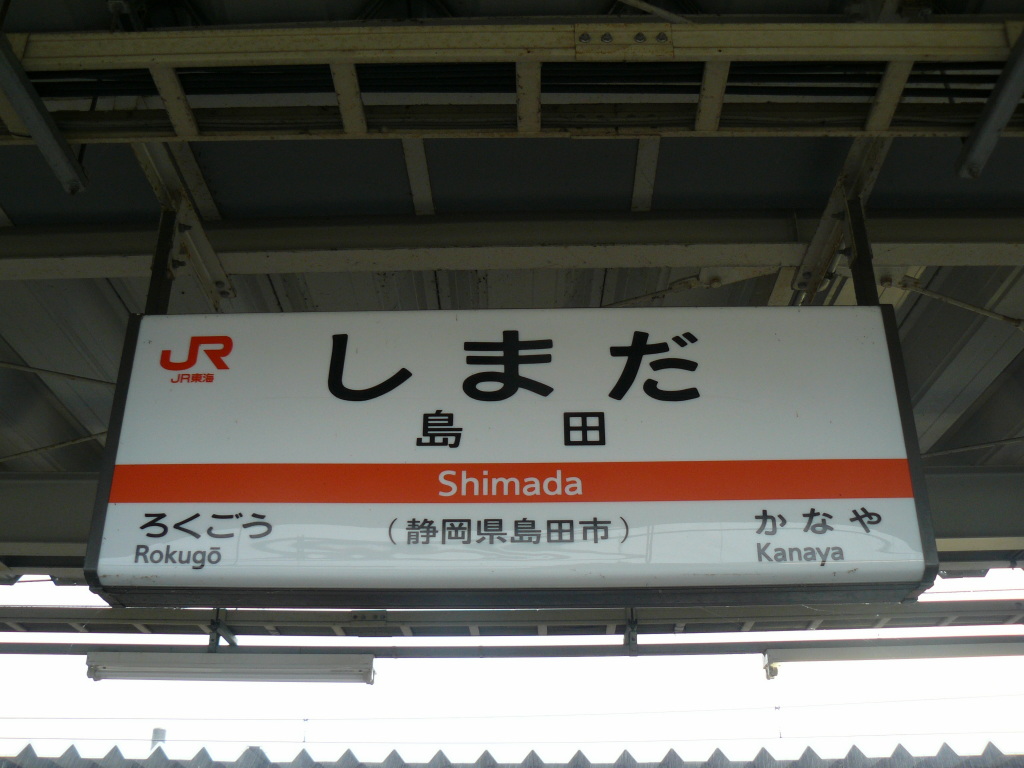 JR
JR東海
しまだ
島田
Shimada
ろくごう
Rokugō
（静岡県島田市）
かなや
Kanaya